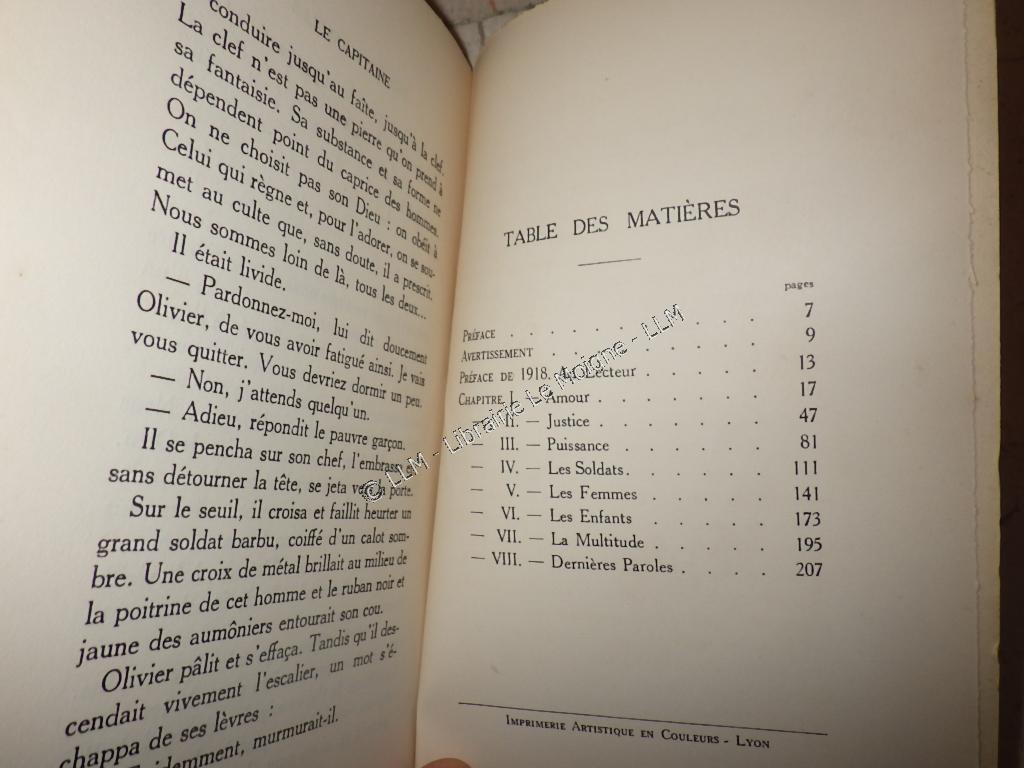 LE CAPITAINE
conduire jusqu'au faîte, jusqu'à la clef.
La clef n'est pas une pierre qu'on prend à
sa fantaisie. Sa substance et sa forme ne
dépendent point du caprice des hommes.
On ne choisit pas son Dieu : on obéit à
Celui qui règne et, pour l'adorer, on se sou-
met au culte que, sans doute, il a prescrit.
Nous sommes loin de là, tous les deux...
Il était livide.
— Pardonnez-moi, lui dit doucement
Olivier, de vous avoir fatigué ainsi. Je vais
vous quitter. Vous devriez dormir un peu.
— Non, j'attends quelqu'un.
— Adieu, répondit le pauvre garçon.
Il se pencha sur son chef, l'embrassa et
sans détourner la tête, se jeta vers la porte.
Sur le seuil, il croisa et faillit heurter un
grand soldat barbu, coiffé d'un calot som-
bre. Une croix de métal brillait au milieu de
la poitrine de cet homme et le ruban noir et
jaune des aumôniers entourait son cou.
Olivier pâlit et s'effaça. Tandis qu'il des-
cendait vivement l'escalier, un mot s'é-
chappa de ses lèvres :
murmurait-il.
TABLE DES MATIÈRES
pages
PRÉFACE . . . . . . . . . . 7
AVERTISSEMENT . . . . . . . . . 9
PRÉFACE DE 1918. Au Lecteur . . . . . 13
CHAPITRE I. — Amour . . . . . . 17
— II. — Justice . . . . . . 47
— III. — Puissance . . . . . 81
— IV. — Les Soldats. . . . . 111
— V. — Les Femmes . . . . 141
— VI. — Les Enfants . . . . 173
— VII. — La Multitude . . . . 195
— VIII. — Dernières Paroles . . . . 207
IMPRIMERIE ARTISTIQUE EN COULEURS - LYON
© LLM - Librairie Le Moigne - LLM